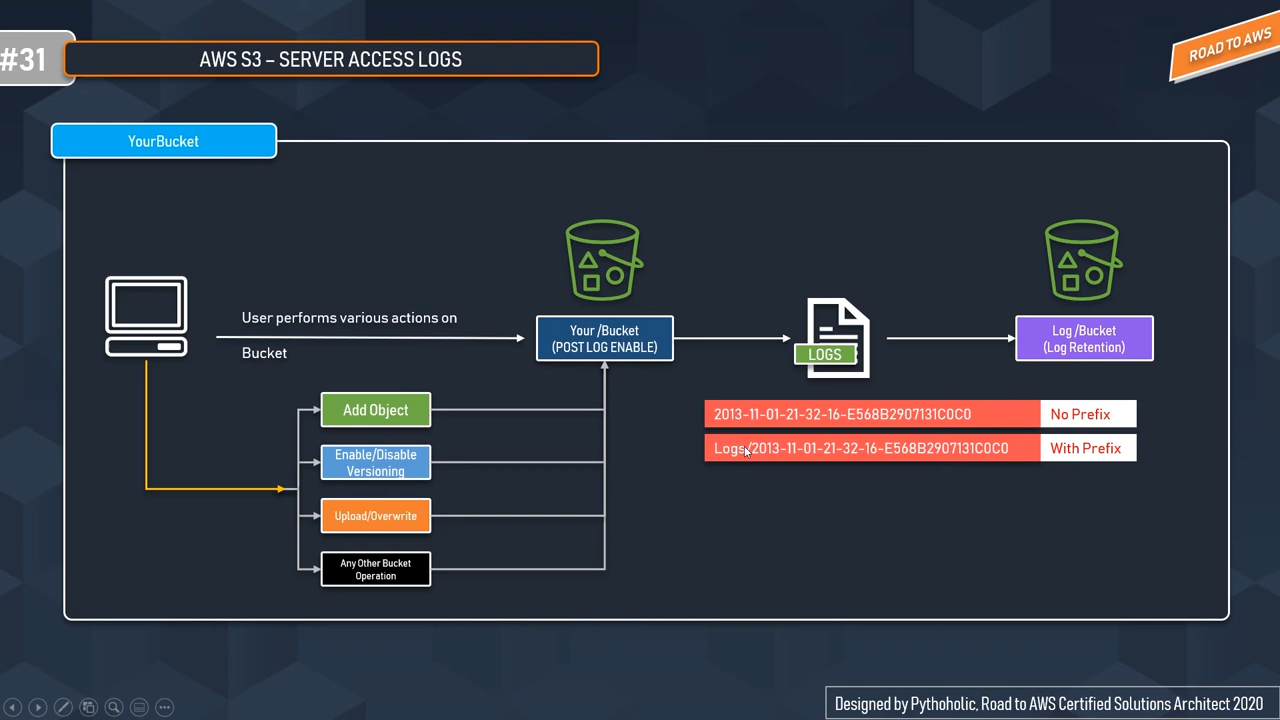 #31
AWS S3 – SERVER ACCESS LOGS
ROAD TO AWS
YourBucket
User performs various actions on
Bucket
Your /Bucket
(POST LOG ENABLE)
LOGS
Log /Bucket
(Log Retention)
Add Object
Enable/Disable
Versioning
Upload/Overwrite
Any Other Bucket
Operation
2013-11-01-21-32-16-E568B2907131C0C0 No Prefix
Logs/2013-11-01-21-32-16-E568B2907131C0C0 With Prefix
Designed by Pythoholic, Road to AWS Certified Solutions Architect 2020